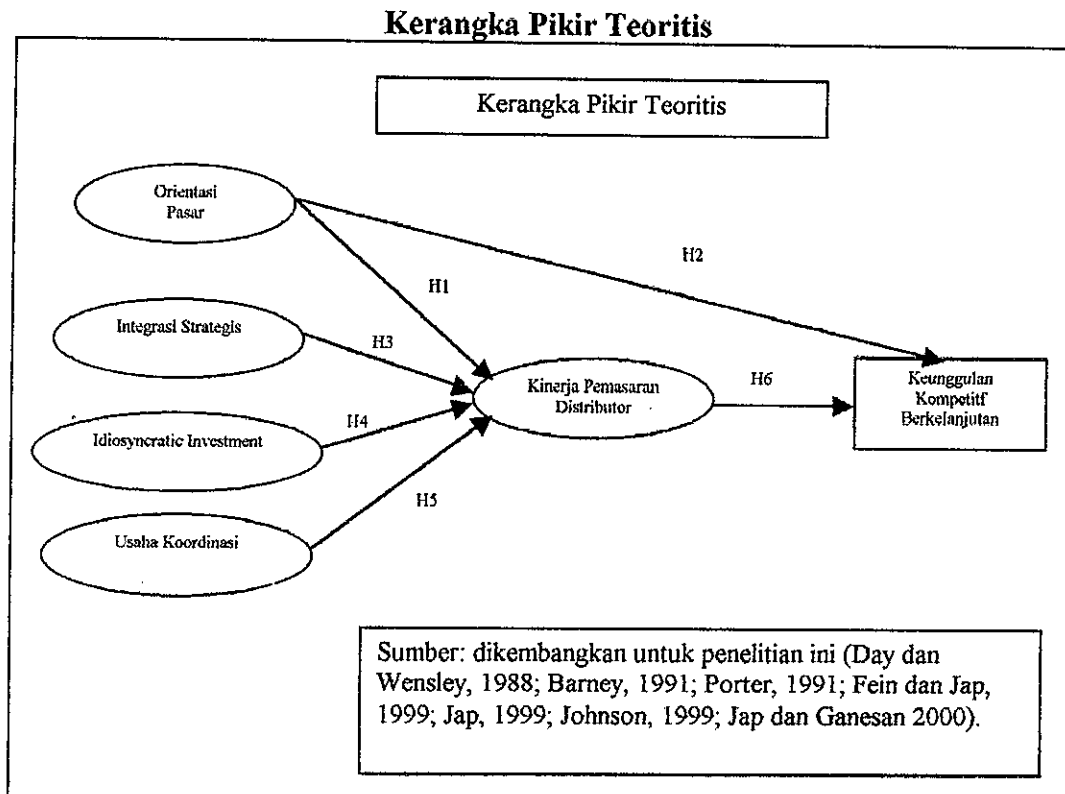 Kerangka Pikir Teoritis
Kerangka Pikir Teoritis
Orientasi
Pasar
H2
H1
Integrasi Strategis
H3
Kinerja Pemasaran
Distributor
H6
Keunggulan
Kompetitf
Berkelanjutan
Idiosyncratic Investment
H4
H5
Usaha Koordinasi
Sumber: dikembangkan untuk penelitian ini (Day dan
Wensley, 1988; Barney, 1991; Porter, 1991; Fein dan Jap,
1999; Jap, 1999; Johnson, 1999; Jap dan Ganesan 2000).